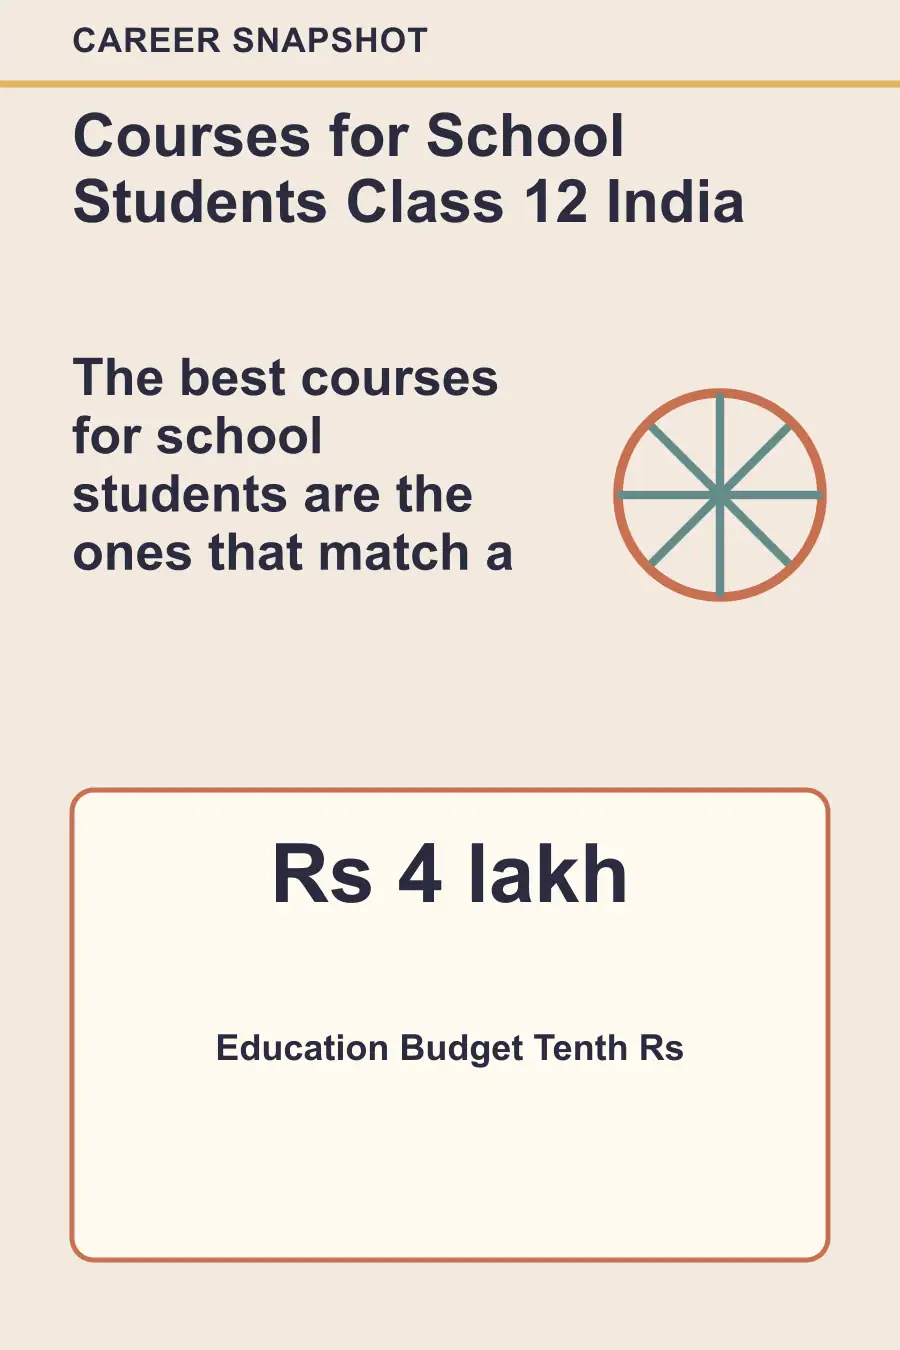 CAREER SNAPSHOT
Courses for School
Students Class 12 India
The best courses
for school
students are the
ones that match a
Rs 4 lakh
Education Budget Tenth Rs